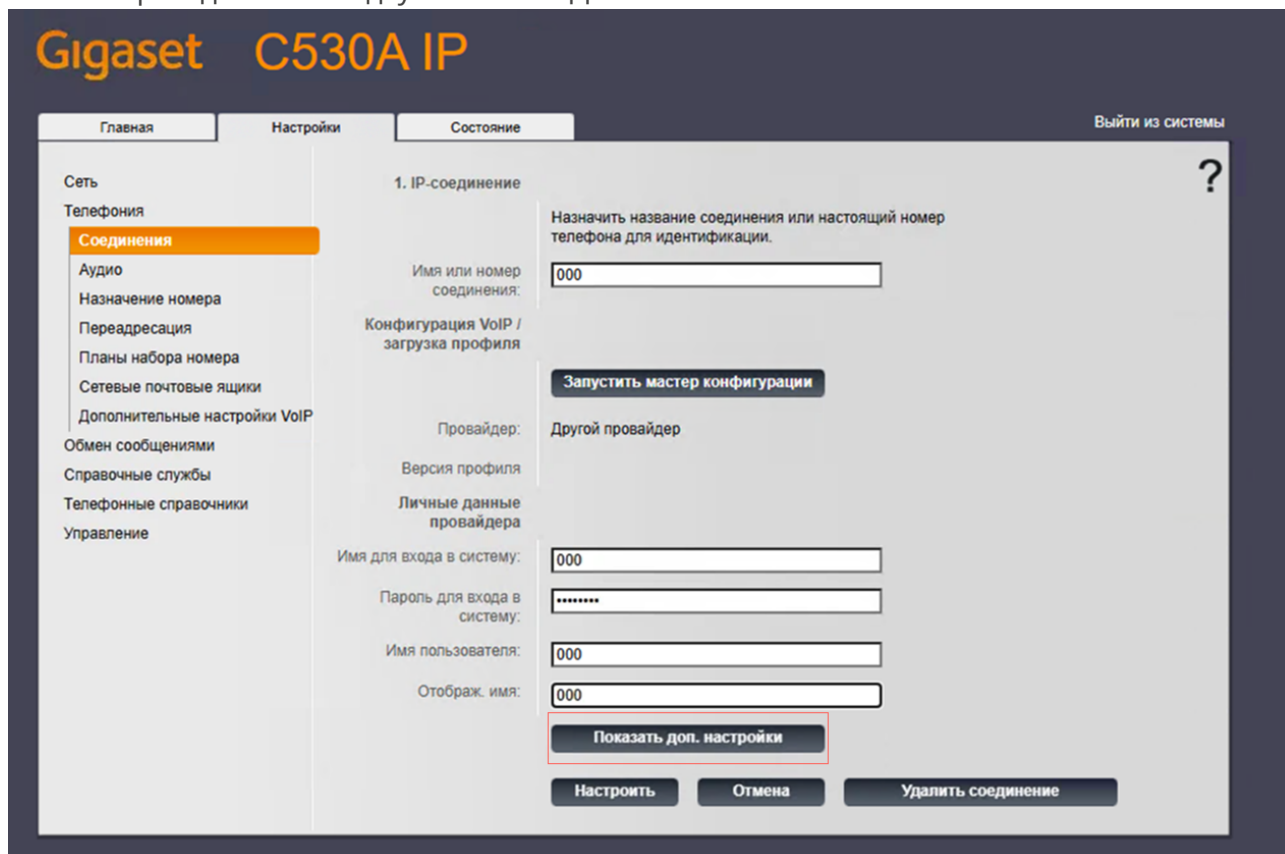 Gigaset C530A IP
Главная Настройки Состояние Выйти из системы
?
Сеть
Телефония
Соединения
Аудио
Назначение номера
Переадресация
Планы набора номера
Сетевые почтовые ящики
Дополнительные настройки VoIP
Обмен сообщениями
Справочные службы
Телефонные справочники
Управление
1. IP-соединение
Назначить название соединения или настоящий номер
телефона для идентификации.
Имя или номер
соединения:
000
Конфигурация VoIP /
загрузка профиля
Запустить мастер конфигурации
Провайдер: Другой провайдер
Версия профиля
Личные данные
провайдера
Имя для входа в систему: 000
Пароль для входа в
систему:
••••••••
Имя пользователя: 000
Отображ. имя: 000
Показать доп. настройки
Настроить Отмена Удалить соединение